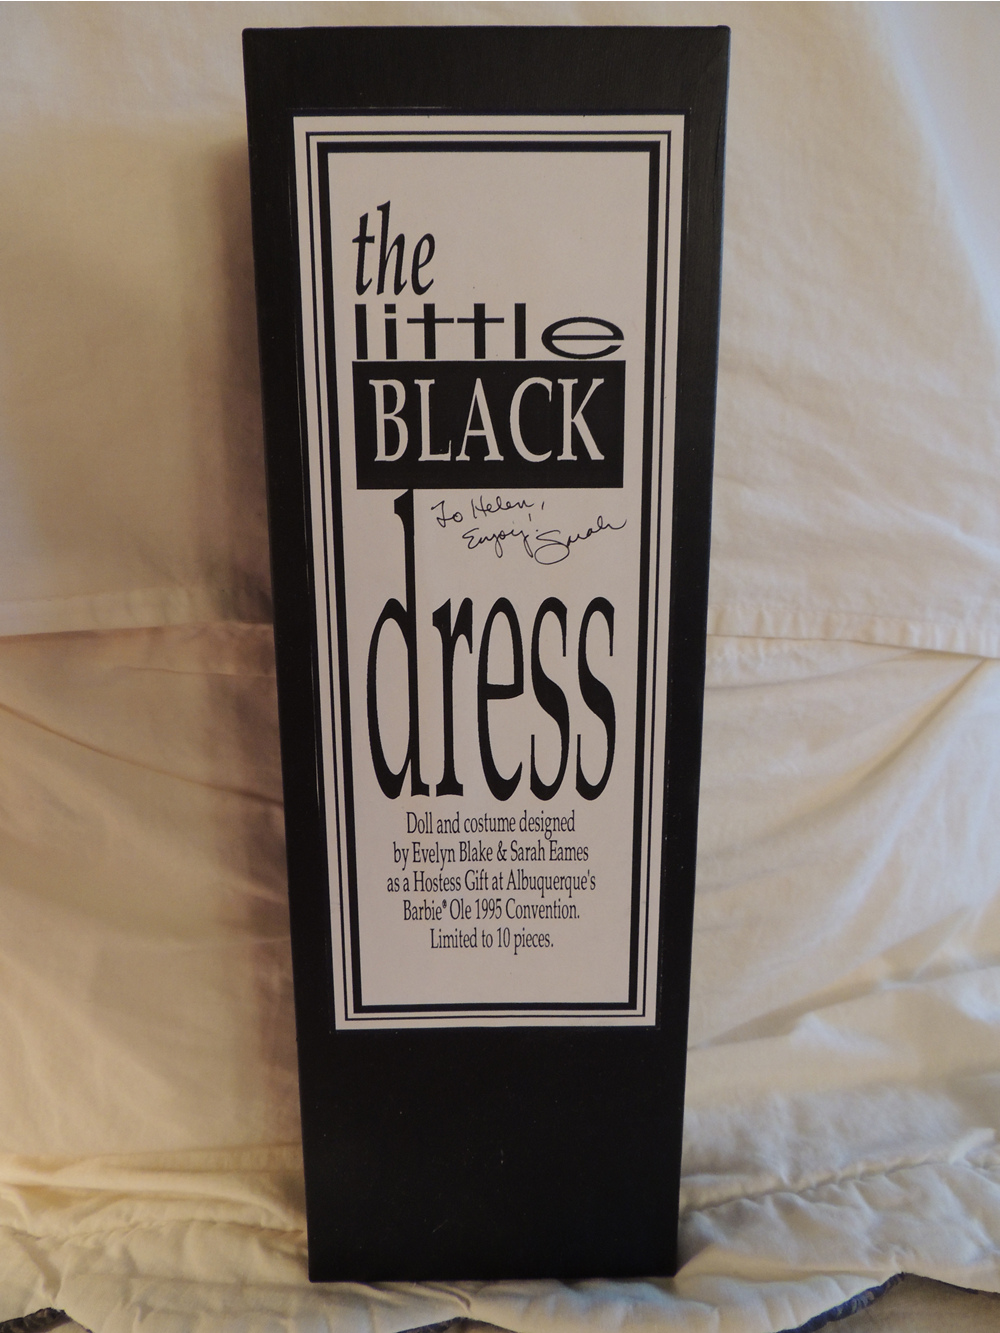 the
little
BLACK
To Helen,
Enjoy! Sarah
dress
Doll and costume designed
by Evelyn Blake & Sarah Eames
as a Hostess Gift at Albuquerque's
Barbie® Ole 1995 Convention.
Limited to 10 pieces.